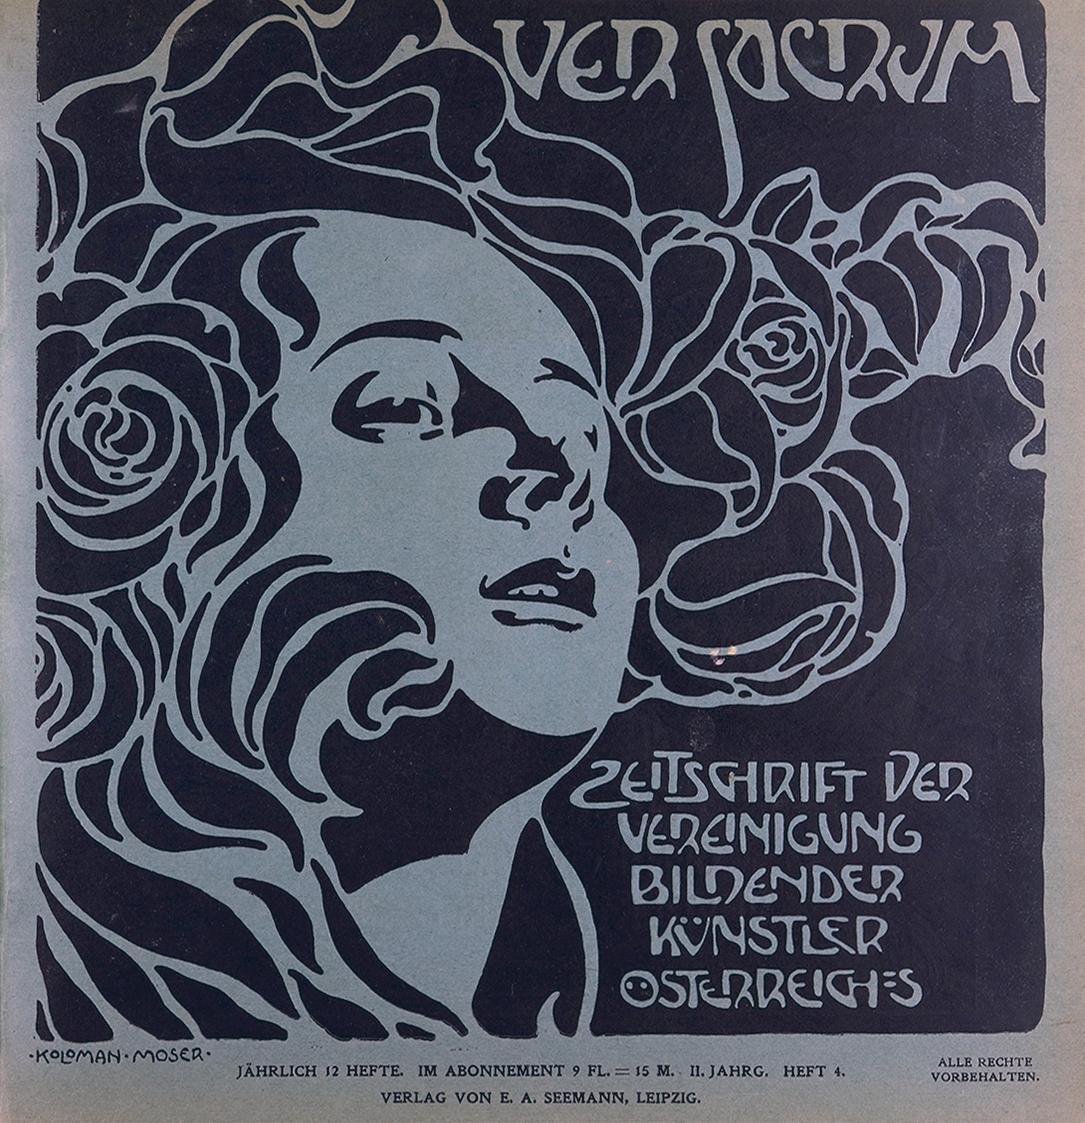 VER SACRUM
ZEITSCHRIFT DER
VEREINIGUNG
BILDENDER
KÜNSTLER
ÖSTERREICHS
·KOLOMAN·MOSER·
JÄHRLICH 12 HEFTE. IM ABONNEMENT 9 FL. = 15 M. II. JAHRG. HEFT 4.
VERLAG VON E. A. SEEMANN, LEIPZIG.
ALLE RECHTE
VORBEHALTEN.